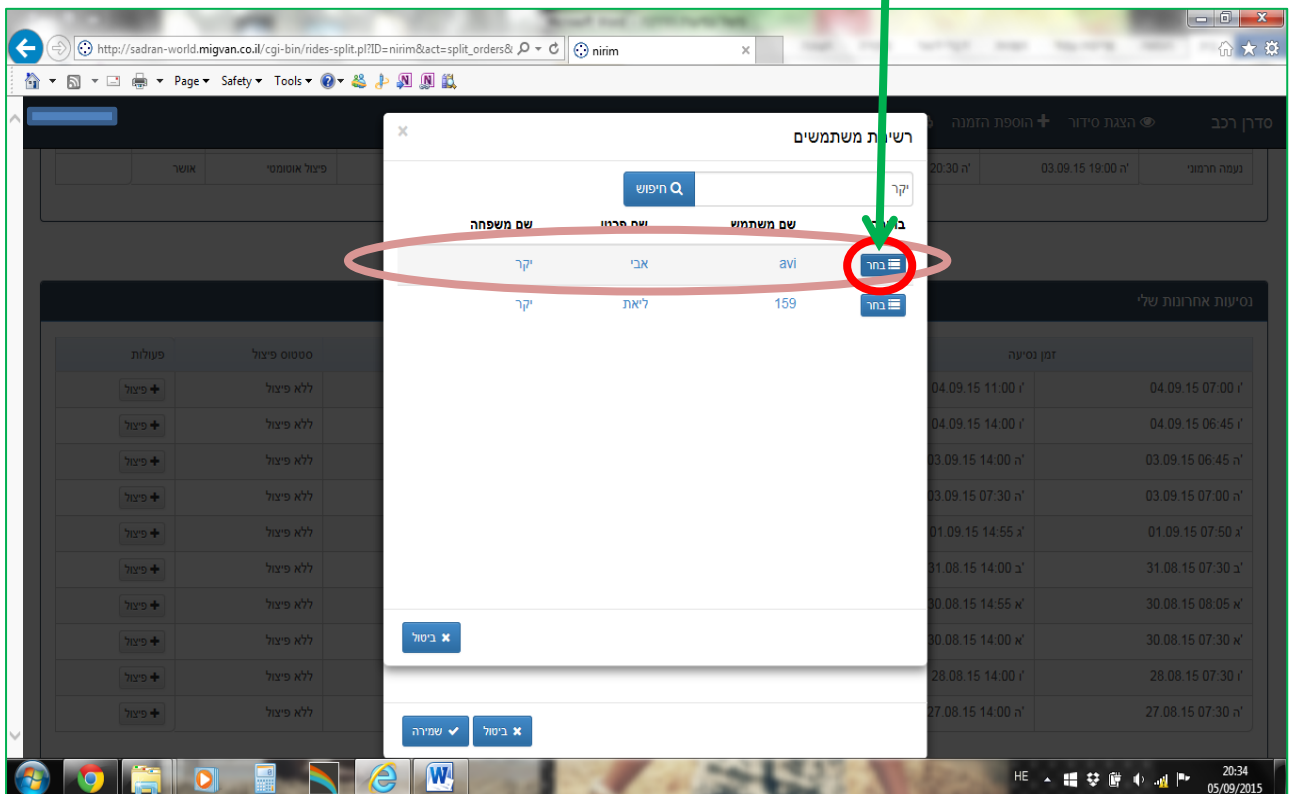 http://sadran-world.migvan.co.il/cgi-bin/rides-split.pl?ID=nirim&act=split_orders& nirim
Page Safety Tools
סדרן רכב הצגת סידור הוספת הזמנה
רשימת משתמשים
נעמה חרמוני ה' 03.09.15 19:00 ה' 20:30 פיצול אוטומטי אושר
יקר חיפוש
שם משתמש שם פרטי שם משפחה
בחר avi אבי יקר
בחר 159 ליאת יקר
נסיעות אחרונות שלי
זמן נסיעה סטטוס פיצול פעולות
ו' 04.09.15 07:00 ו' 04.09.15 11:00 ללא פיצול פיצול
ו' 04.09.15 06:45 ו' 04.09.15 14:00 ללא פיצול פיצול
ה' 03.09.15 06:45 ה' 03.09.15 14:00 ללא פיצול פיצול
ה' 03.09.15 07:00 ה' 03.09.15 07:30 ללא פיצול פיצול
ג' 01.09.15 07:50 ג' 01.09.15 14:55 ללא פיצול פיצול
ב' 31.08.15 07:30 ב' 31.08.15 14:00 ללא פיצול פיצול
א' 30.08.15 08:05 א' 30.08.15 14:55 ללא פיצול פיצול
א' 30.08.15 07:30 א' 30.08.15 14:00 ללא פיצול פיצול
ביטול
ו' 28.08.15 07:30 ו' 28.08.15 14:00 ללא פיצול פיצול
ה' 27.08.15 07:30 ה' 27.08.15 14:00 ללא פיצול פיצול
ביטול שמירה
HE 20:34
05/09/2015